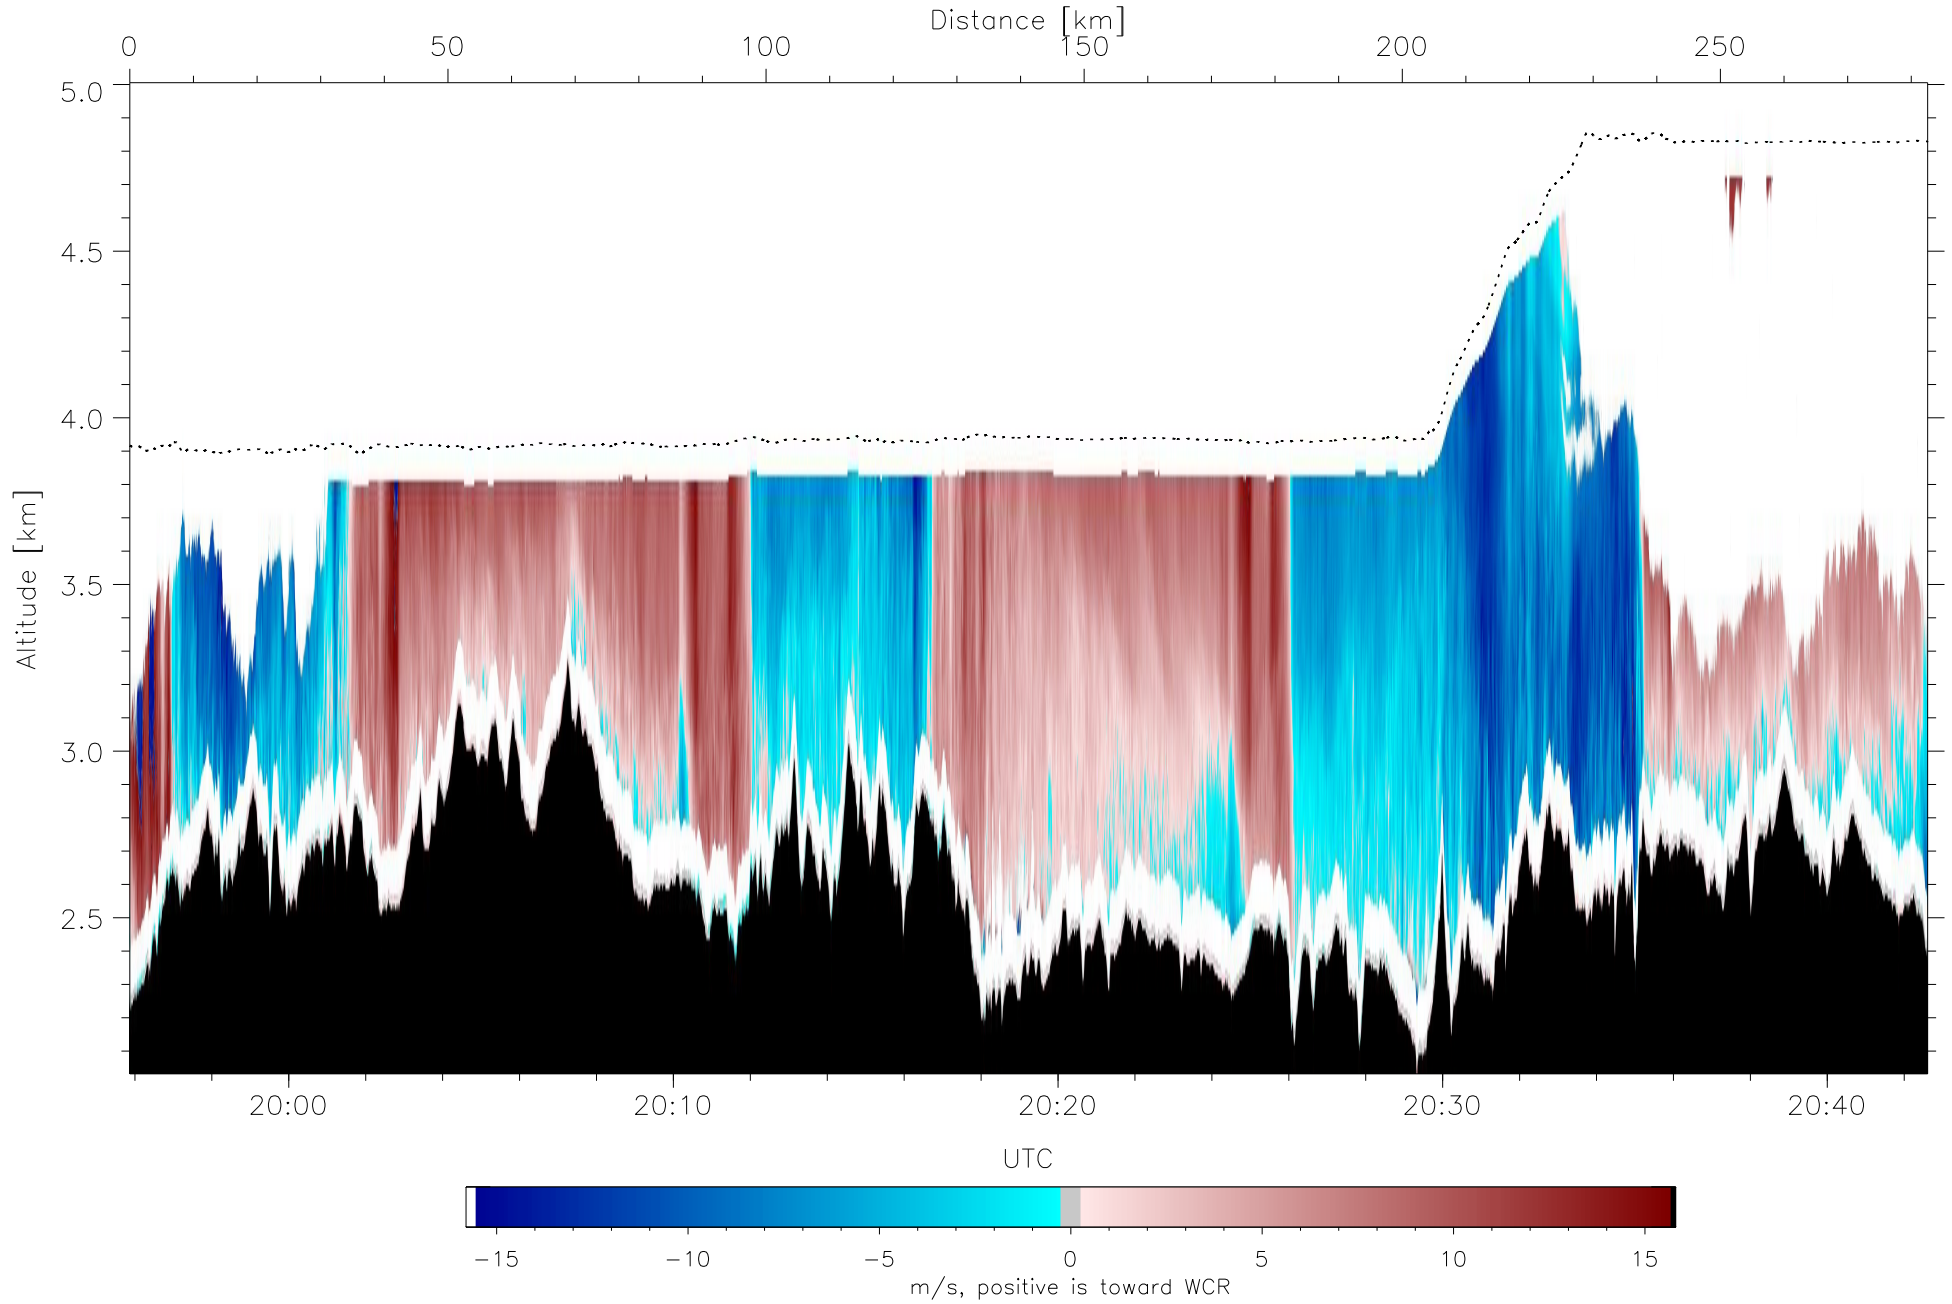 Distance [km]
0 50 100 150 200 250
5.0
4.5
4.0
3.5
3.0
2.5
Altitude [km]
20:00 20:10 20:20 20:30 20:40
UTC
−15 −10 −5 0 5 10 15
m/s, positive is toward WCR